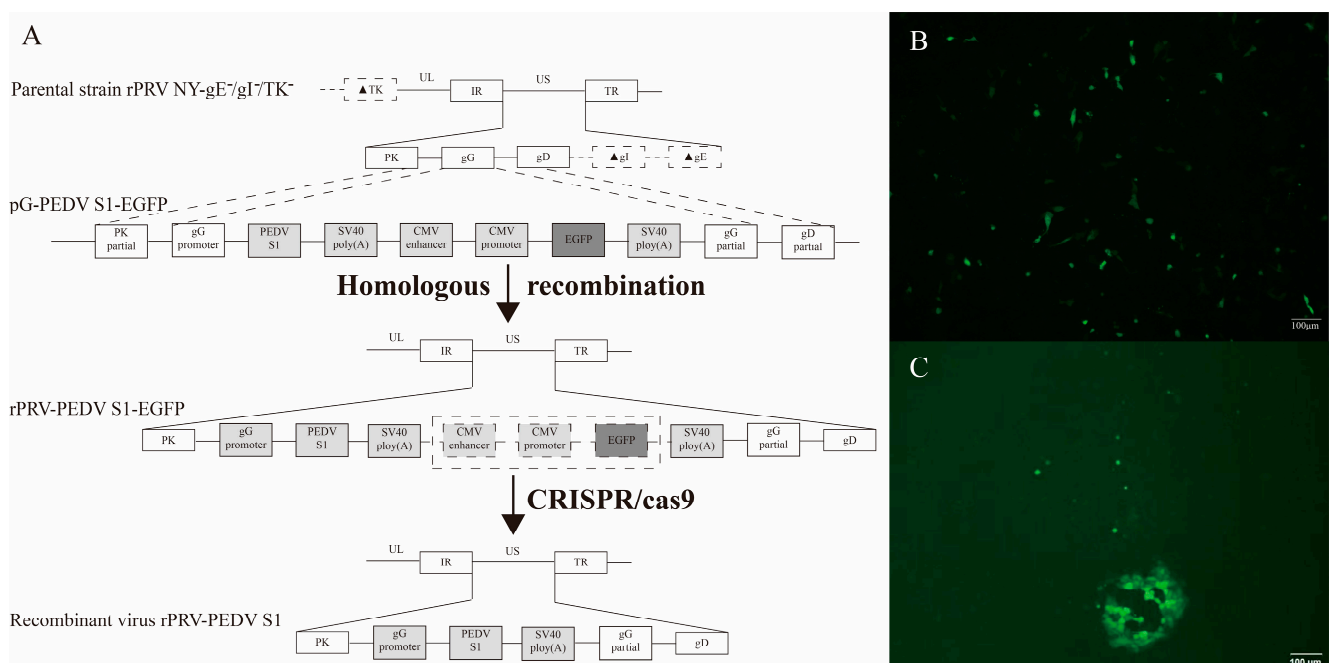 A
Parental strain rPRV NY-gE⁻/gI⁻/TK⁻
▲TK
UL
IR
US
TR
PK
gG
gD
▲gI
▲gE
pG-PEDV S1-EGFP
PK
partial
gG
promoter
PEDV
S1
SV40
poly(A)
CMV
enhancer
CMV
promoter
EGFP
SV40
ploy(A)
gG
partial
gD
partial
Homologous recombination
UL
IR
US
TR
rPRV-PEDV S1-EGFP
PK
gG
promoter
PEDV
S1
SV40
ploy(A)
CMV
enhancer
CMV
promoter
EGFP
SV40
ploy(A)
gG
partial
gD
CRISPR/cas9
UL
IR
US
TR
Recombinant virus rPRV-PEDV S1
PK
gG
promoter
PEDV
S1
SV40
ploy(A)
gG
partial
gD
B
100μm
C
100 μm